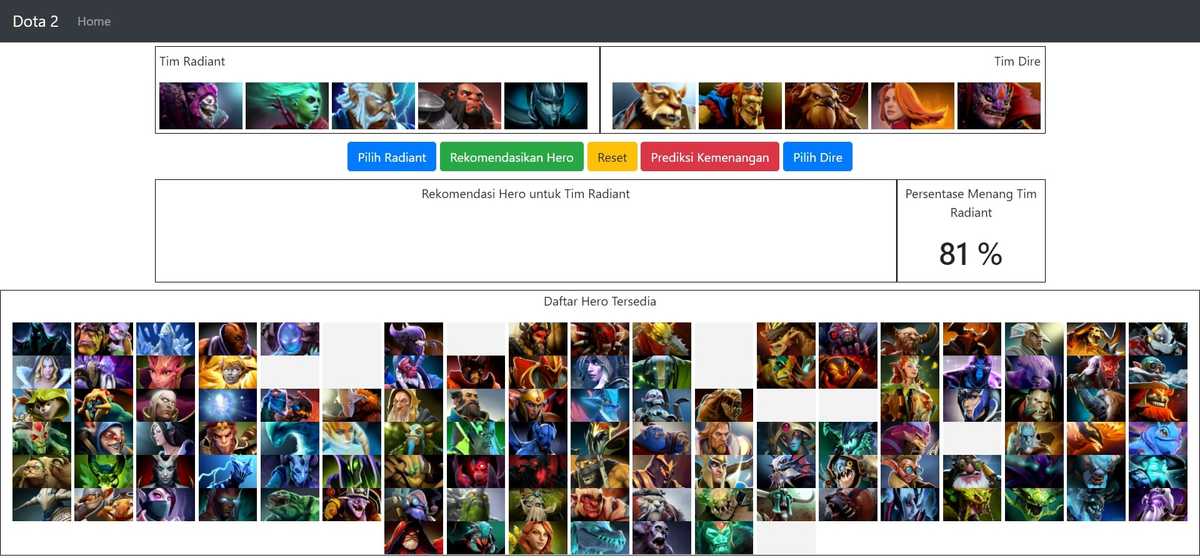 Dota 2 Home
Tim Radiant
Tim Dire
Pilih Radiant
Rekomendasikan Hero
Reset
Prediksi Kemenangan
Pilih Dire
Rekomendasi Hero untuk Tim Radiant
Persentase Menang Tim
Radiant
81 %
Daftar Hero Tersedia